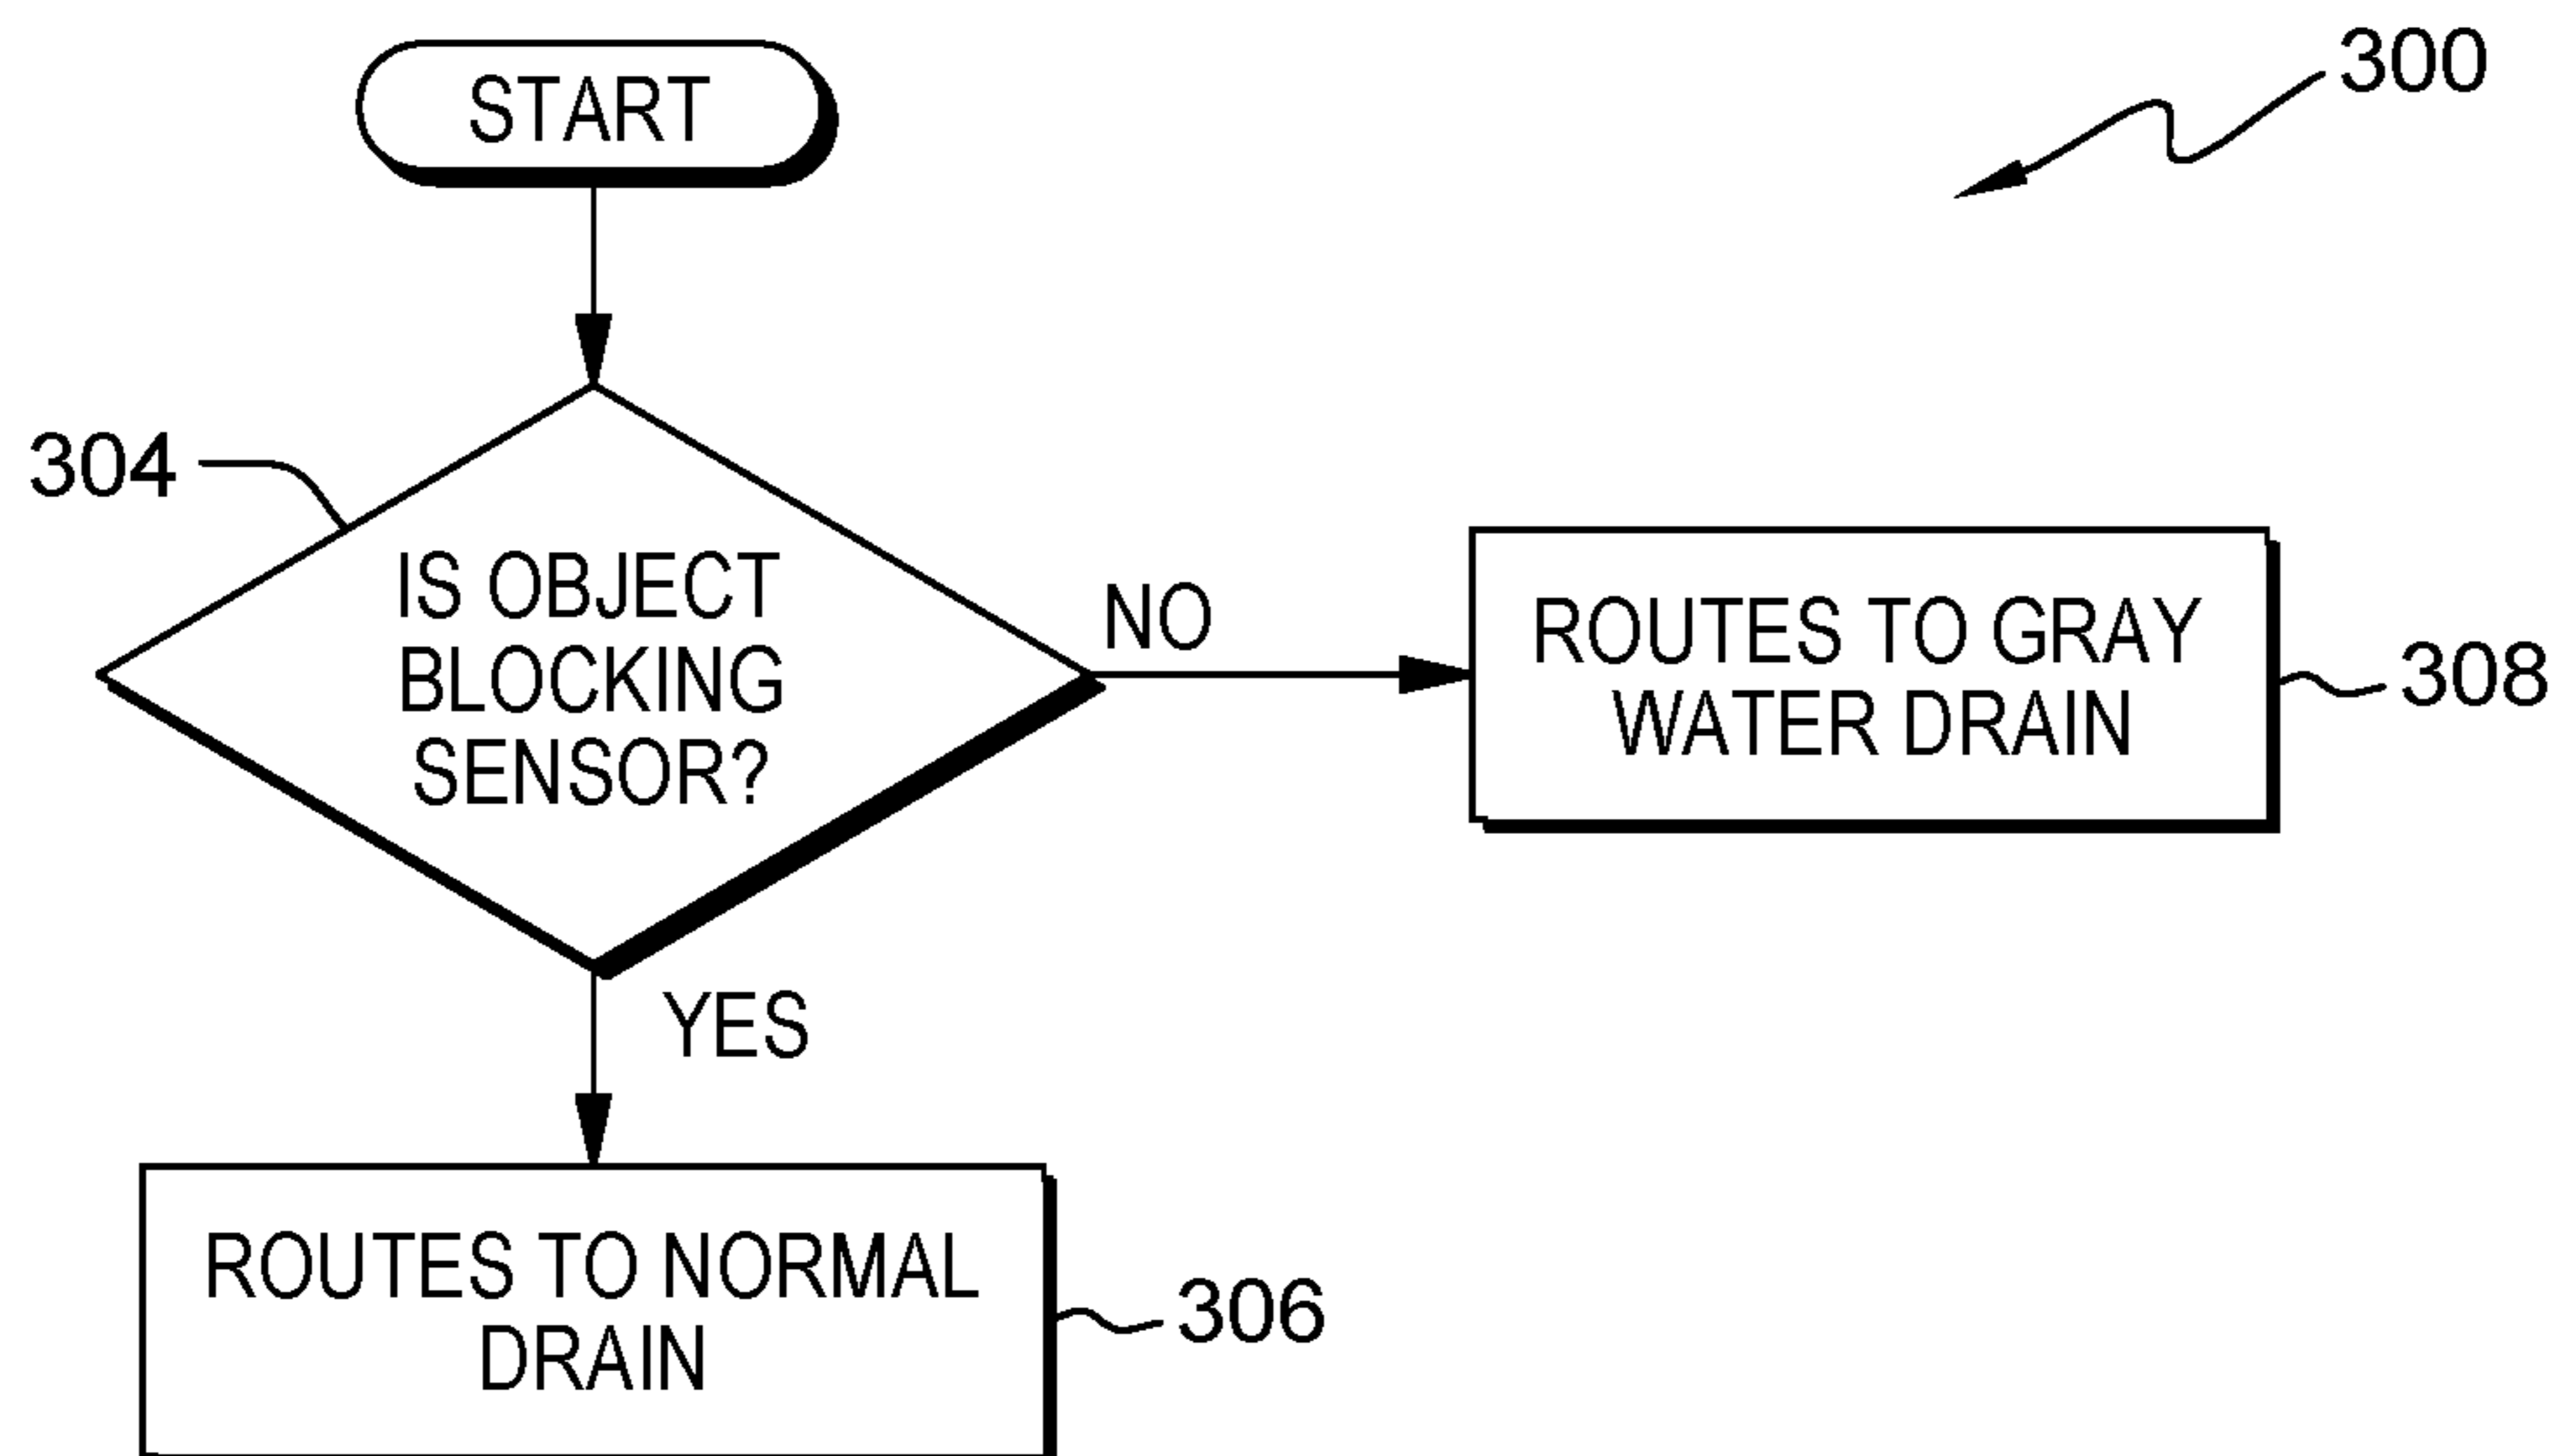 START
300
304
IS OBJECT
BLOCKING
SENSOR?
NO
ROUTES TO GRAY
WATER DRAIN
308
YES
ROUTES TO NORMAL
DRAIN
306